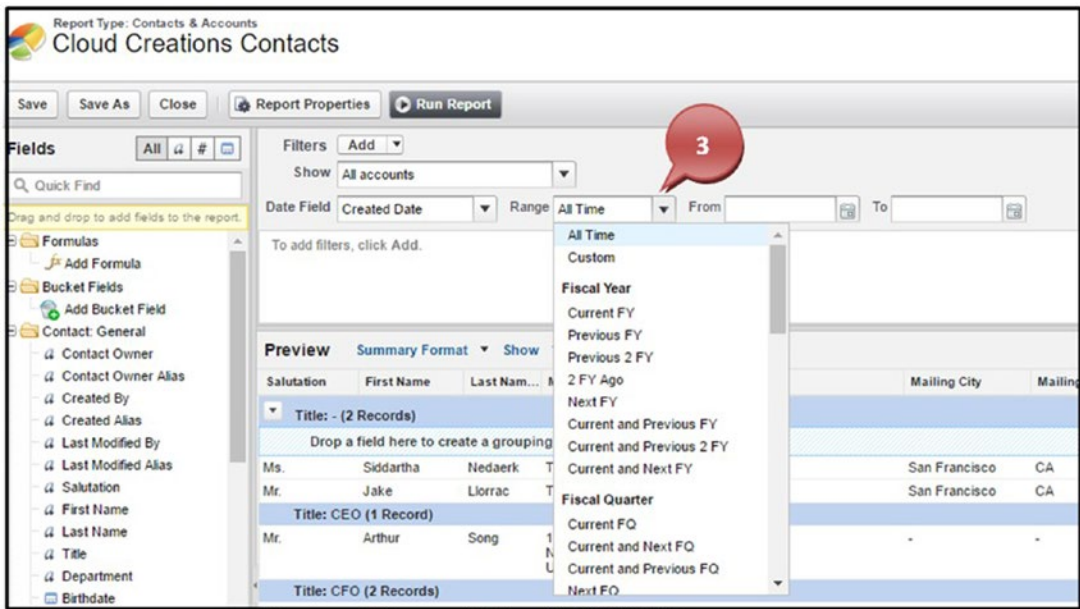 Report Type: Contacts & Accounts
Cloud Creations Contacts
Save Save As Close Report Properties Run Report
Fields All a # 
Quick Find
Drag and drop to add fields to the report.
Formulas
Add Formula
Bucket Fields
Add Bucket Field
Contact: General
a Contact Owner
a Contact Owner Alias
a Created By
a Created Alias
a Last Modified By
a Last Modified Alias
a Salutation
a First Name
a Last Name
a Title
a Department
Birthdate
Filters Add
3
Show All accounts
Date Field Created Date Range All Time From To
To add filters, click Add.
All Time
Custom
Fiscal Year
Current FY
Previous FY
Previous 2 FY
2 FY Ago
Next FY
Current and Previous FY
Current and Previous 2 FY
Current and Next FY
Fiscal Quarter
Current FQ
Current and Next FQ
Current and Previous FQ
Next FQ
Preview Summary Format Show
Salutation First Name Last Nam... Mailing City Mailing
Title: - (2 Records)
Drop a field here to create a grouping
Ms. Siddartha Nedaerk T San Francisco CA
Mr. Jake Llorrac T San Francisco CA
Title: CEO (1 Record)
Mr. Arthur Song 1 - -
N
U
Title: CFO (2 Records)